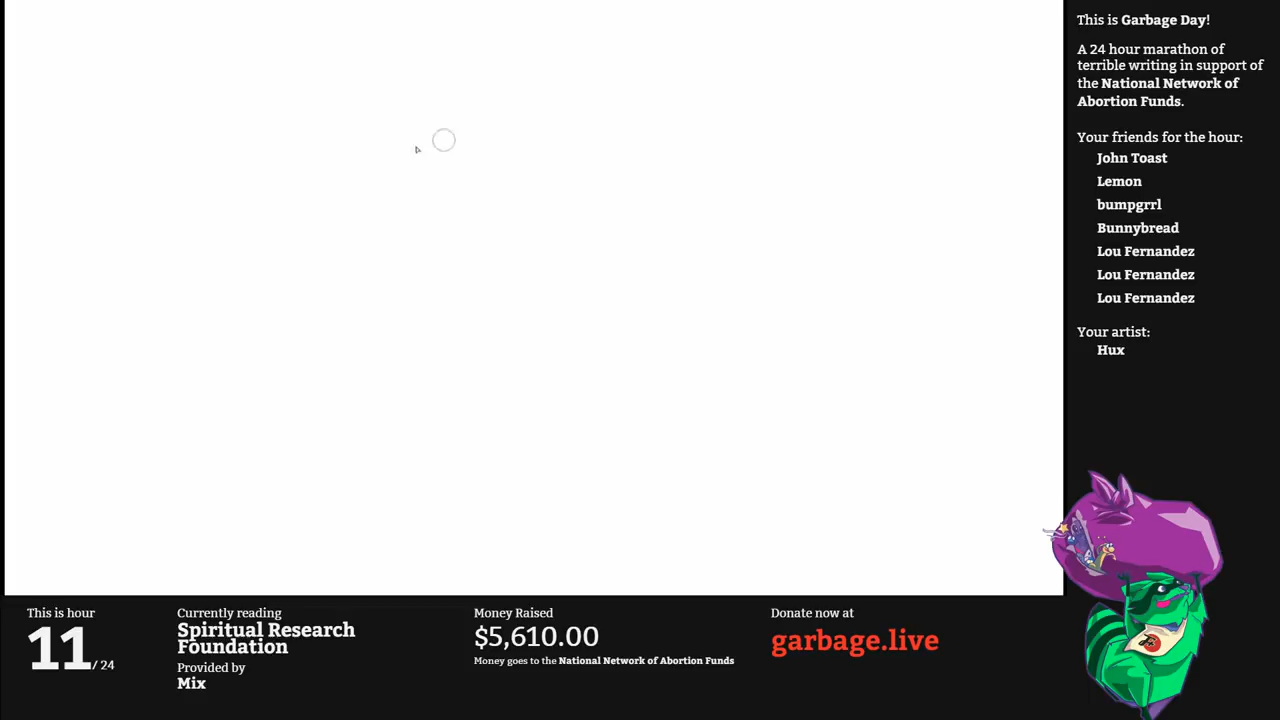 This is Garbage Day!
A 24 hour marathon of
terrible writing in support of
the National Network of
Abortion Funds.
Your friends for the hour:
John Toast
Lemon
bumpgrrl
Bunnybread
Lou Fernandez
Lou Fernandez
Lou Fernandez
Your artist:
Hux
This is hour
11 / 24
Currently reading
Spiritual Research
Foundation
Provided by
Mix
Money Raised
$5,610.00
Money goes to the National Network of Abortion Funds
Donate now at
garbage.live